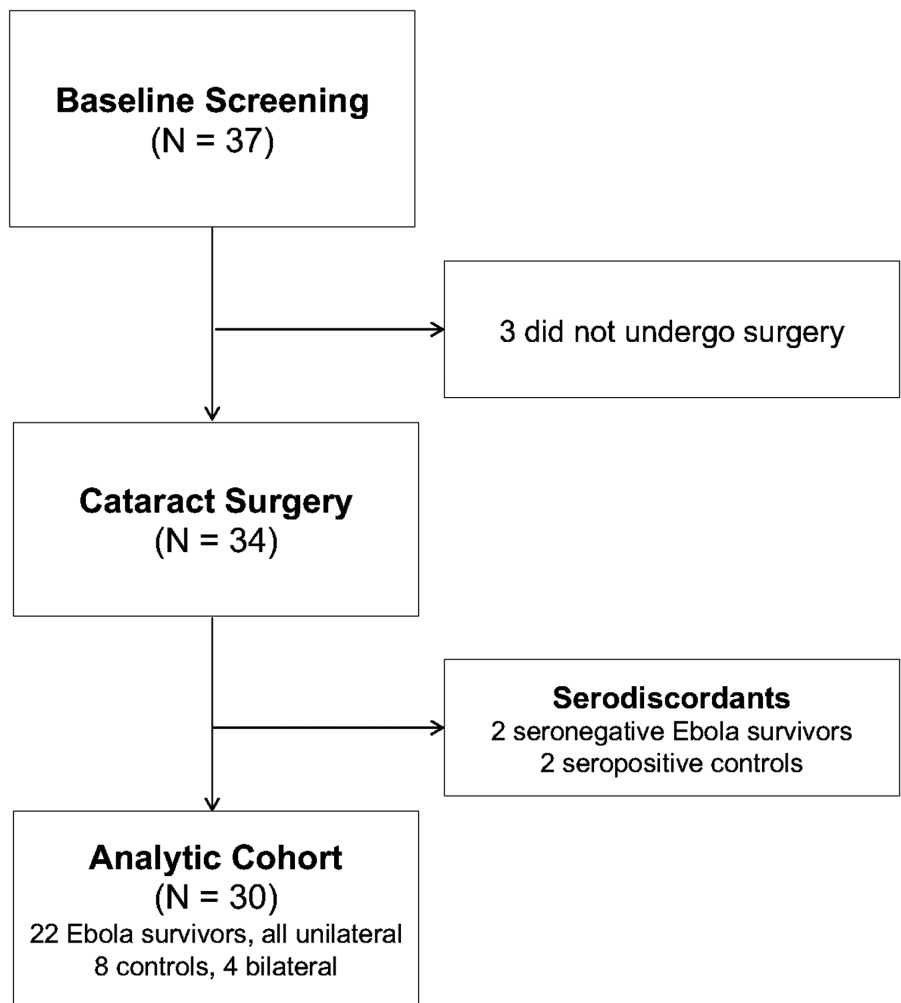 Baseline Screening
(N = 37)
3 did not undergo surgery
Cataract Surgery
(N = 34)
Serodiscordants
2 seronegative Ebola survivors
2 seropositive controls
Analytic Cohort
(N = 30)
22 Ebola survivors, all unilateral
8 controls, 4 bilateral